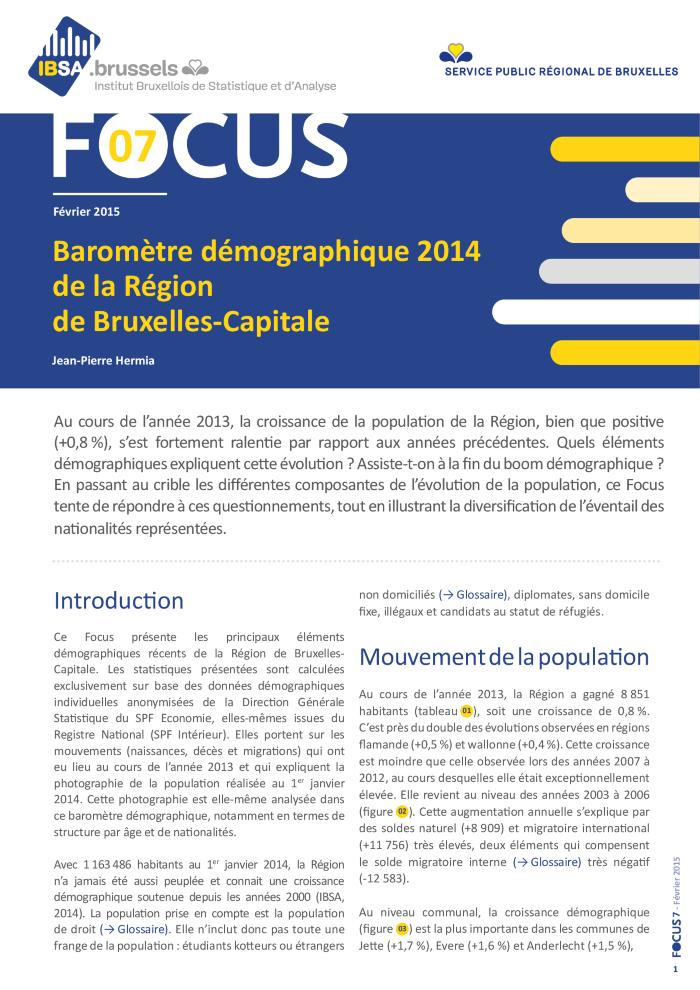 IBSA.brussels
Institut Bruxellois de Statistique et d'Analyse
SERVICE PUBLIC RÉGIONAL DE BRUXELLES
FOCUS
07
Février 2015
Baromètre démographique 2014
de la Région
de Bruxelles-Capitale
Jean-Pierre Hermia
Au cours de l'année 2013, la croissance de la population de la Région, bien que positive
(+0,8 %), s'est fortement ralentie par rapport aux années précédentes. Quels éléments
démographiques expliquent cette évolution ? Assiste-t-on à la fin du boom démographique ?
En passant au crible les différentes composantes de l'évolution de la population, ce Focus
tente de répondre à ces questionnements, tout en illustrant la diversification de l'éventail des
nationalités représentées.
Introduction
Ce Focus présente les principaux éléments
démographiques récents de la Région de Bruxelles-
Capitale. Les statistiques présentées sont calculées
exclusivement sur base des données démographiques
individuelles anonymisées de la Direction Générale
Statistique du SPF Economie, elles-mêmes issues du
Registre National (SPF Intérieur). Elles portent sur les
mouvements (naissances, décès et migrations) qui ont
eu lieu au cours de l'année 2013 et qui expliquent la
photographie de la population réalisée au 1er janvier
2014. Cette photographie est elle-même analysée dans
ce baromètre démographique, notamment en termes de
structure par âge et de nationalités.
Avec 1 163 486 habitants au 1er janvier 2014, la Région
n'a jamais été aussi peuplée et connait une croissance
démographique soutenue depuis les années 2000 (IBSA,
2014). La population prise en compte est la population
de droit (→ Glossaire). Elle n'inclut donc pas toute une
frange de la population : étudiants kotteurs ou étrangers
non domiciliés (→ Glossaire), diplomates, sans domicile
fixe, illégaux et candidats au statut de réfugiés.
Mouvement de la population
Au cours de l'année 2013, la Région a gagné 8 851
habitants (tableau 01), soit une croissance de 0,8 %.
C'est près du double des évolutions observées en régions
flamande (+0,5 %) et wallonne (+0,4 %). Cette croissance
est moindre que celle observée lors des années 2007 à
2012, au cours desquelles elle était exceptionnellement
élevée. Elle revient au niveau des années 2003 à 2006
(figure 02). Cette augmentation annuelle s'explique par
des soldes naturel (+8 909) et migratoire international
(+11 756) très élevés, deux éléments qui compensent
le solde migratoire interne (→ Glossaire) très négatif
(-12 583).
Au niveau communal, la croissance démographique
(figure 03) est la plus importante dans les communes de
Jette (+1,7 %), Evere (+1,6 %) et Anderlecht (+1,5 %),
FOCUS 7 - Février 2015
1